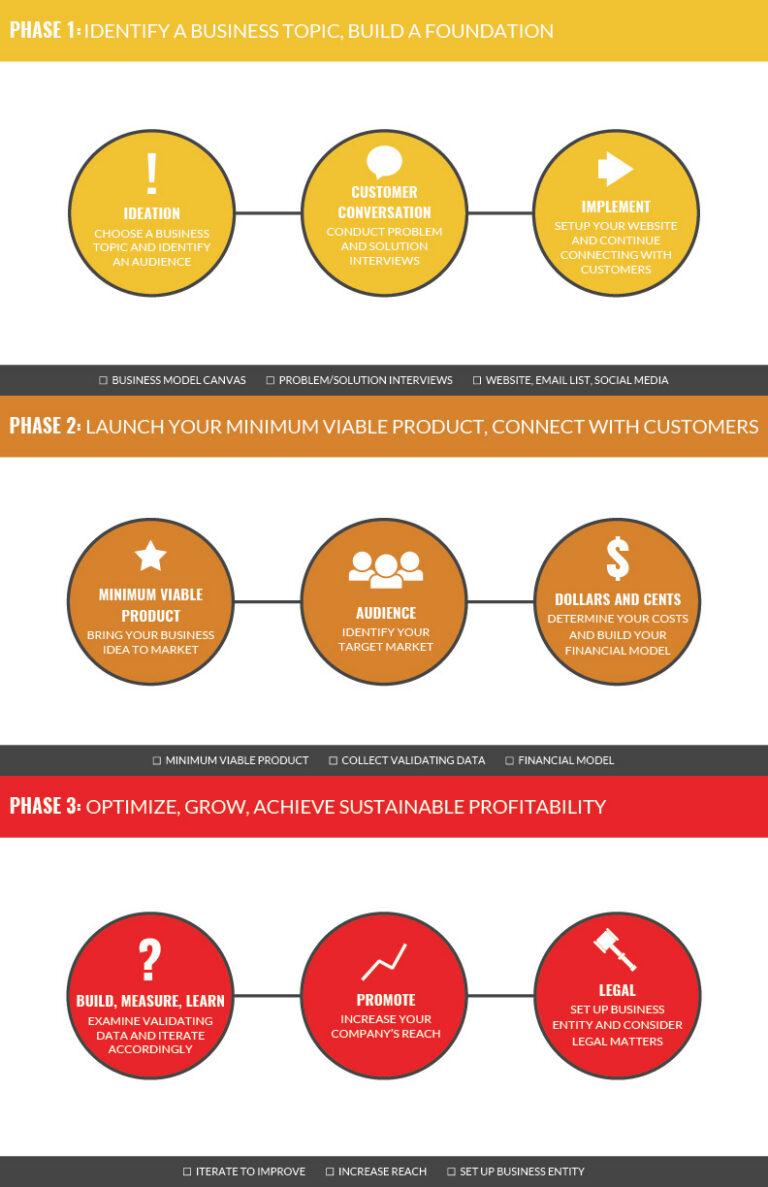 PHASE 1: IDENTIFY A BUSINESS TOPIC, BUILD A FOUNDATION
IDEATION
CHOOSE A BUSINESS
TOPIC AND IDENTIFY
AN AUDIENCE
CUSTOMER
CONVERSATION
CONDUCT PROBLEM
AND SOLUTION
INTERVIEWS
IMPLEMENT
SETUP YOUR WEBSITE
AND CONTINUE
CONNECTING WITH
CUSTOMERS
☐ BUSINESS MODEL CANVAS ☐ PROBLEM/SOLUTION INTERVIEWS ☐ WEBSITE, EMAIL LIST, SOCIAL MEDIA
PHASE 2: LAUNCH YOUR MINIMUM VIABLE PRODUCT, CONNECT WITH CUSTOMERS
MINIMUM VIABLE
PRODUCT
BRING YOUR BUSINESS
IDEA TO MARKET
AUDIENCE
IDENTIFY YOUR
TARGET MARKET
$
DOLLARS AND CENTS
DETERMINE YOUR COSTS
AND BUILD YOUR
FINANCIAL MODEL
☐ MINIMUM VIABLE PRODUCT ☐ COLLECT VALIDATING DATA ☐ FINANCIAL MODEL
PHASE 3: OPTIMIZE, GROW, ACHIEVE SUSTAINABLE PROFITABILITY
?
BUILD, MEASURE, LEARN
EXAMINE VALIDATING
DATA AND ITERATE
ACCORDINGLY
PROMOTE
INCREASE YOUR
COMPANY'S REACH
LEGAL
SET UP BUSINESS
ENTITY AND CONSIDER
LEGAL MATTERS
☐ ITERATE TO IMPROVE ☐ INCREASE REACH ☐ SET UP BUSINESS ENTITY